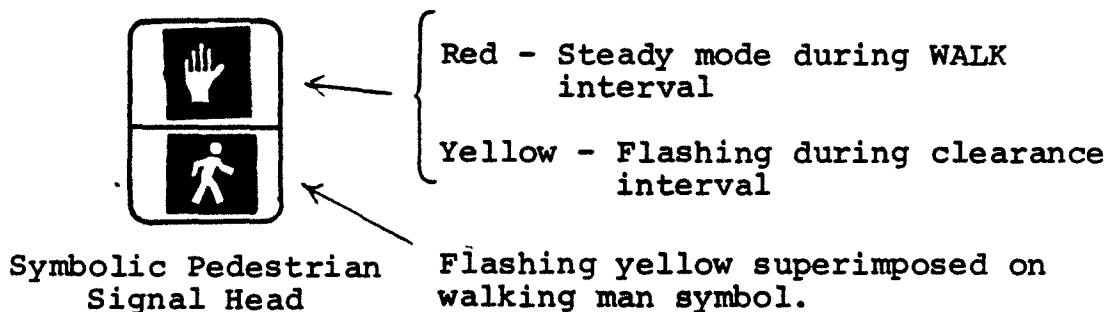 Red - Steady mode during WALK
interval
Yellow - Flashing during clearance
interval
Symbolic Pedestrian
Signal Head
Flashing yellow superimposed on
walking man symbol.